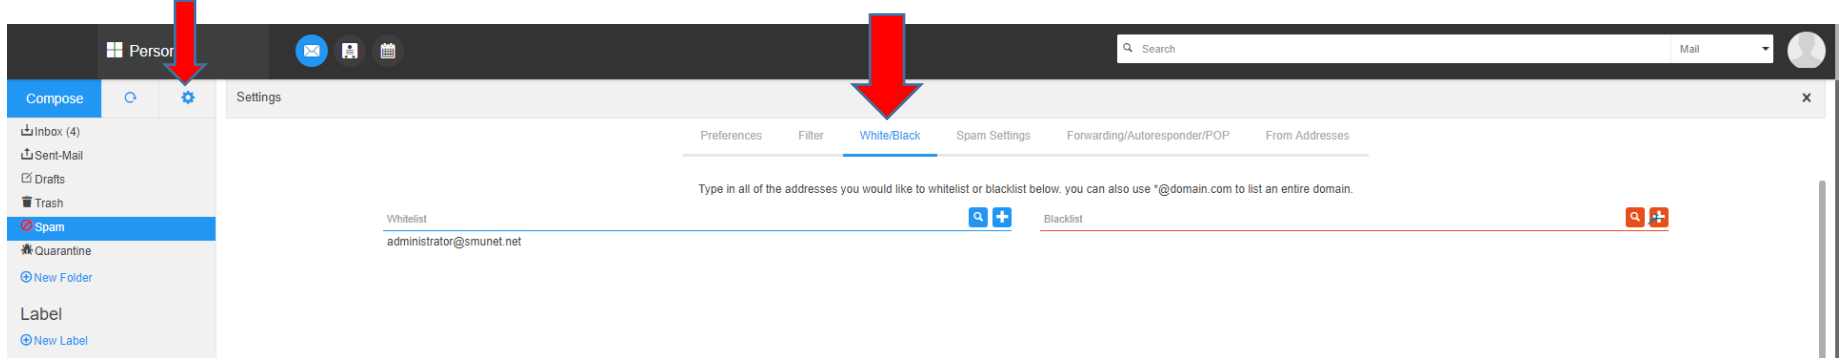 Person
Search
Mail
Compose
Settings
x
Inbox (4)
Sent-Mail
Drafts
Trash
Spam
Quarantine
New Folder
Label
New Label
Preferences Filter White/Black Spam Settings Forwarding/Autoresponder/POP From Addresses
Type in all of the addresses you would like to whitelist or blacklist below. you can also use *@domain.com to list an entire domain.
Whitelist
administrator@smunet.net
Blacklist